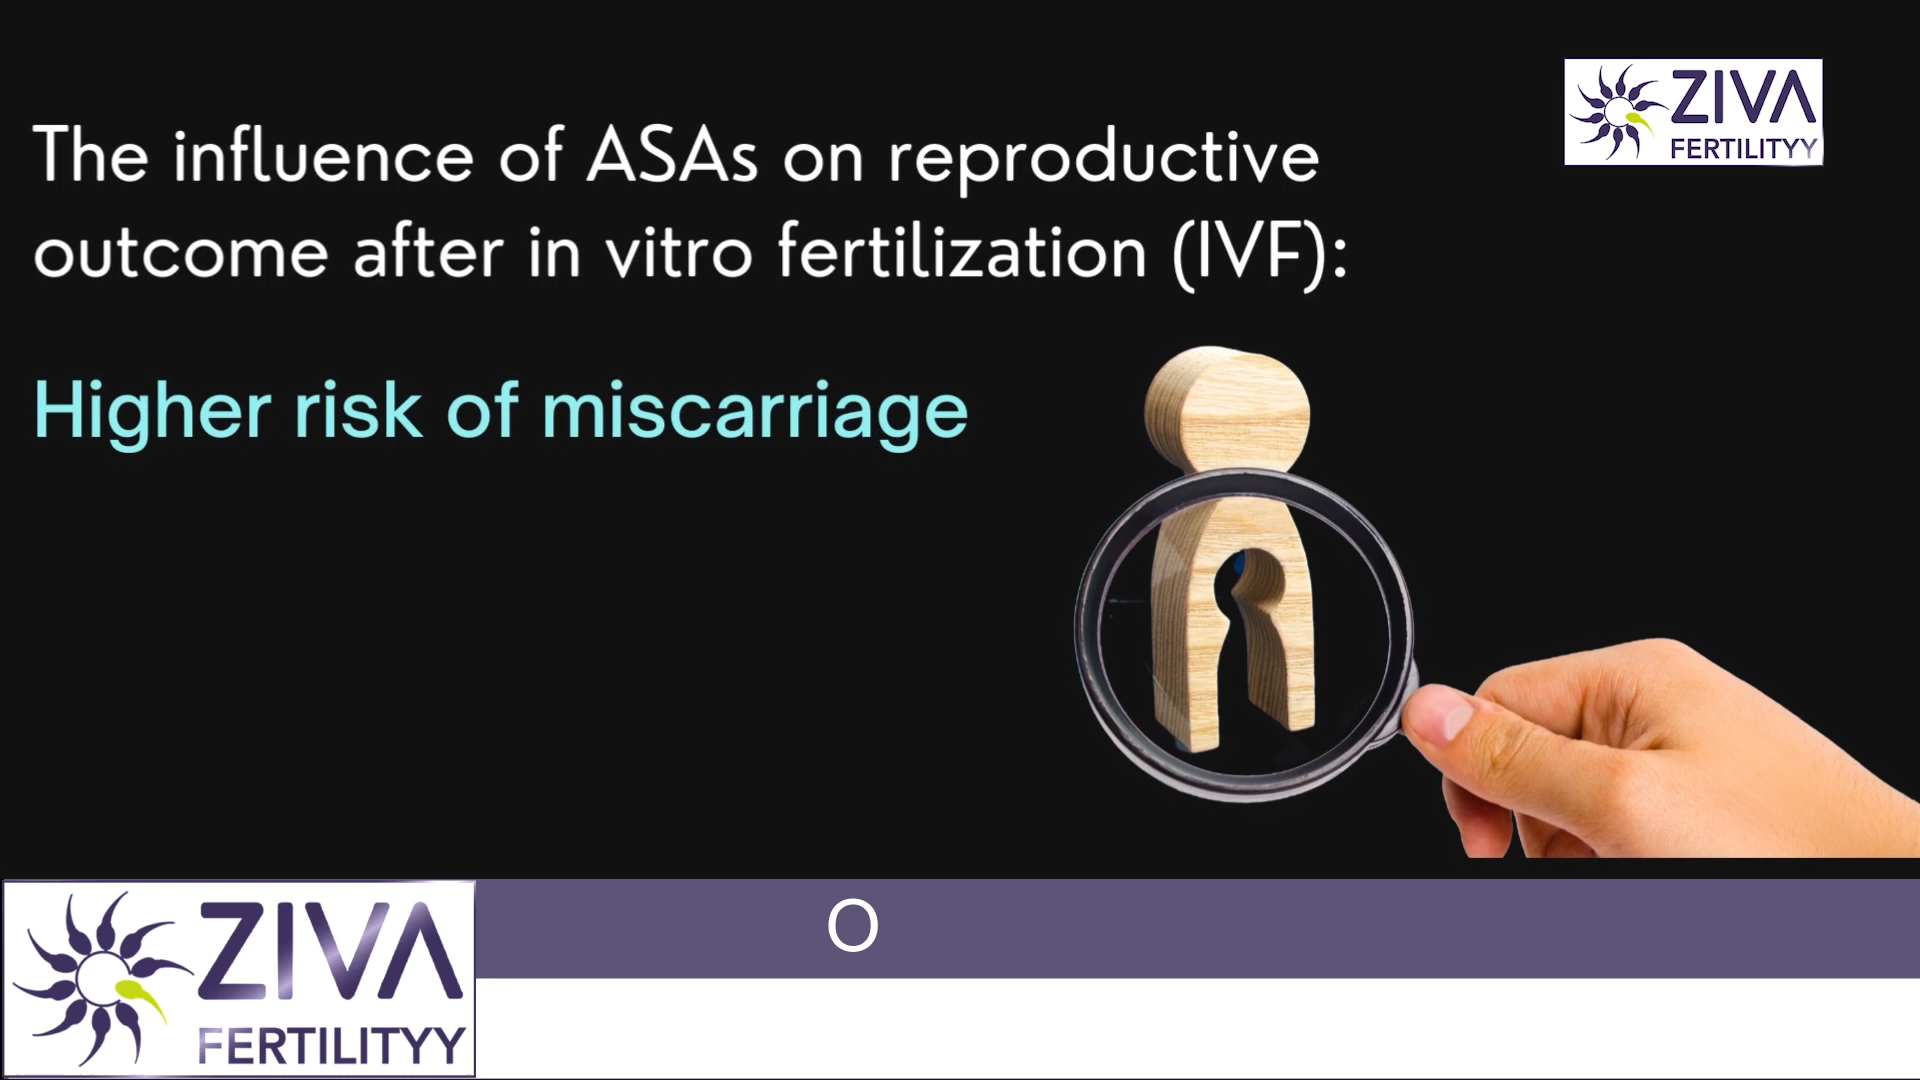 ZIVA
FERTILITYY
The influence of ASAs on reproductive
outcome after in vitro fertilization (IVF):
Higher risk of miscarriage
O
ZIVA
FERTILITYY